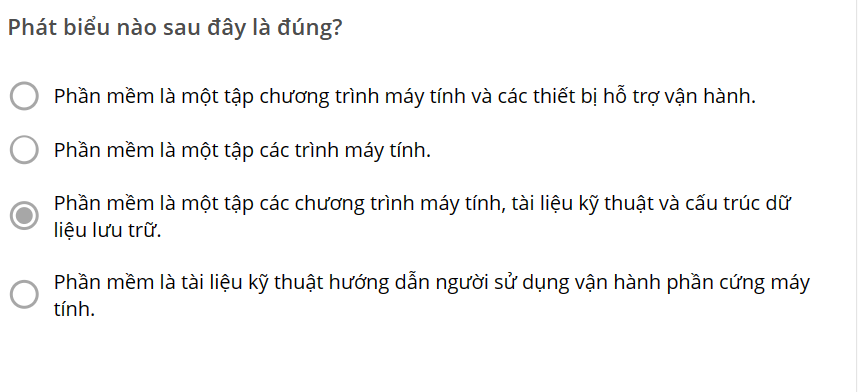 Phát biểu nào sau đây là đúng?
Phần mềm là một tập chương trình máy tính và các thiết bị hỗ trợ vận hành.
Phần mềm là một tập các trình máy tính.
Phần mềm là một tập các chương trình máy tính, tài liệu kỹ thuật và cấu trúc dữ
liệu lưu trữ.
Phần mềm là tài liệu kỹ thuật hướng dẫn người sử dụng vận hành phần cứng máy
tính.